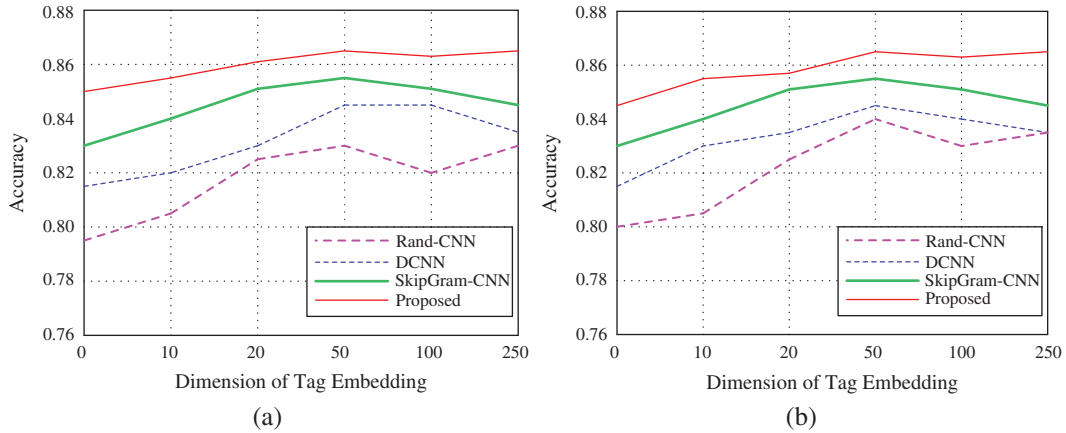 0.88
0.86
0.84
0.82
0.80
0.78
0.76
Accuracy
0 10 20 50 100 250
Dimension of Tag Embedding
Rand-CNN
DCNN
SkipGram-CNN
Proposed
(a)
0.88
0.86
0.84
0.82
0.80
0.78
0.76
Accuracy
0 10 20 50 100 250
Dimension of Tag Embedding
Rand-CNN
DCNN
SkipGram-CNN
Proposed
(b)